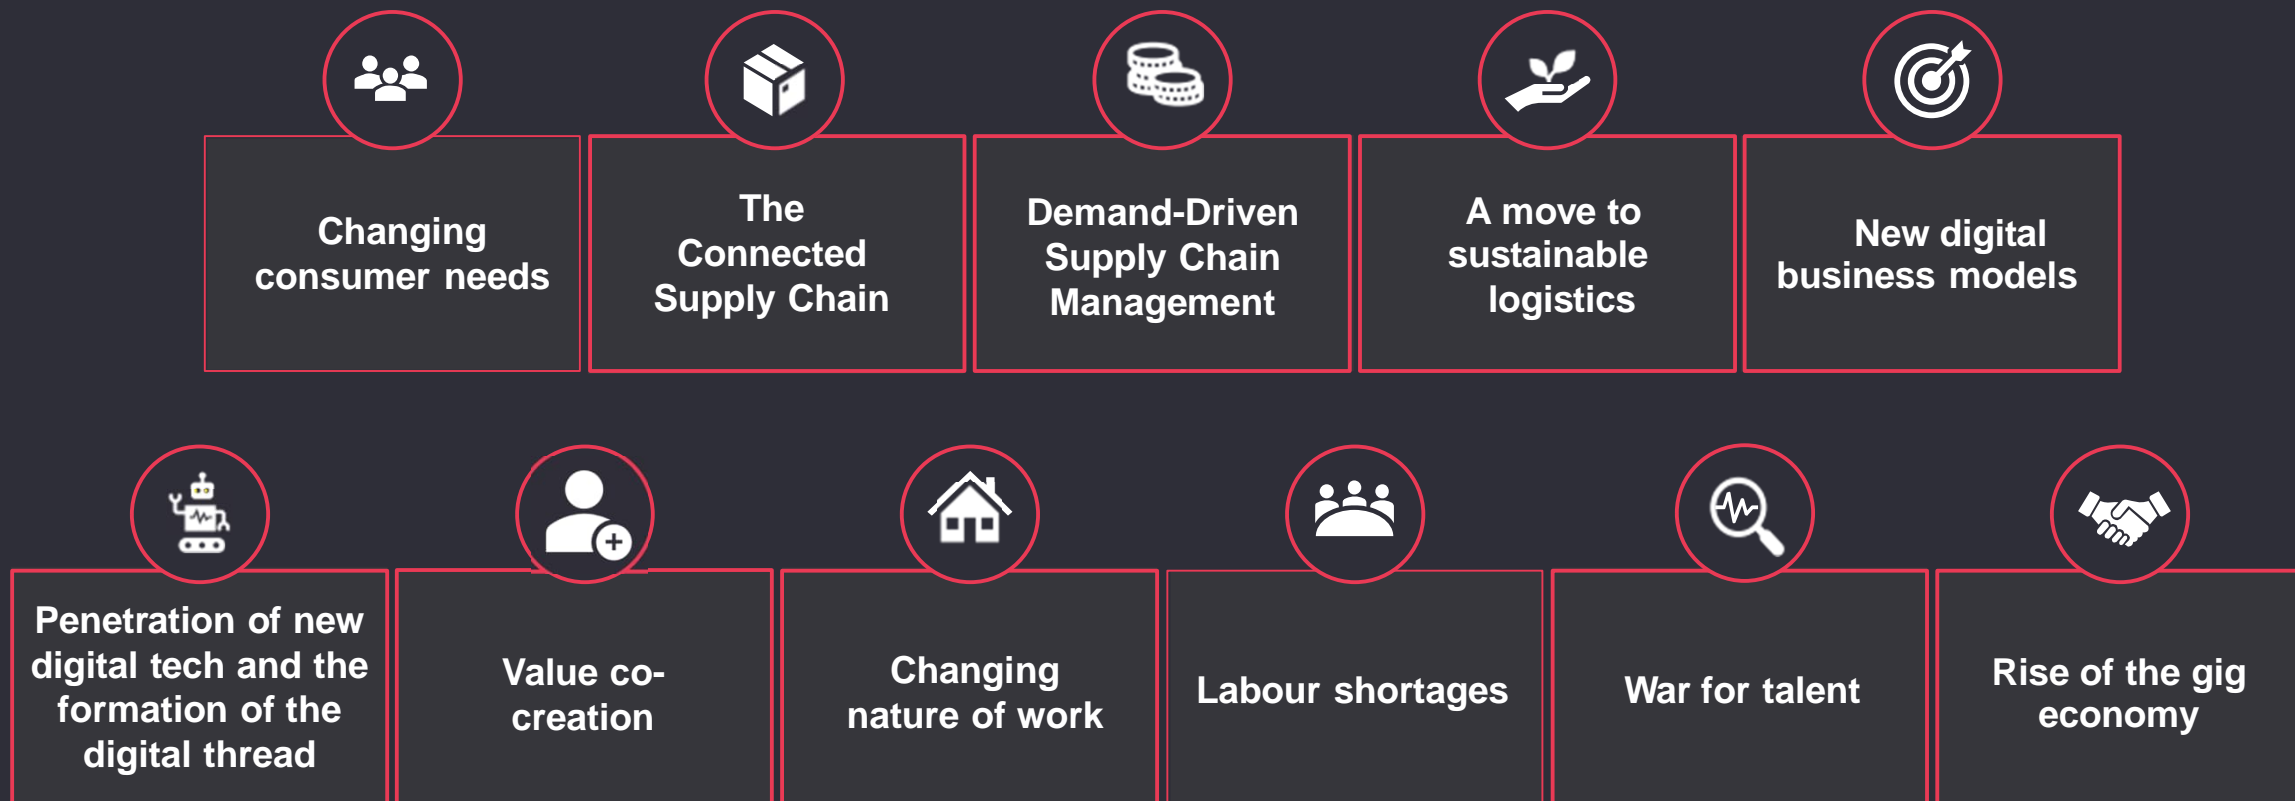 Changing
consumer needs
The
Connected
Supply Chain
Demand-Driven
Supply Chain
Management
A move to
sustainable
logistics
New digital
business models
Penetration of new
digital tech and the
formation of the
digital thread
Value co-
creation
Changing
nature of work
Labour shortages
War for talent
Rise of the gig
economy